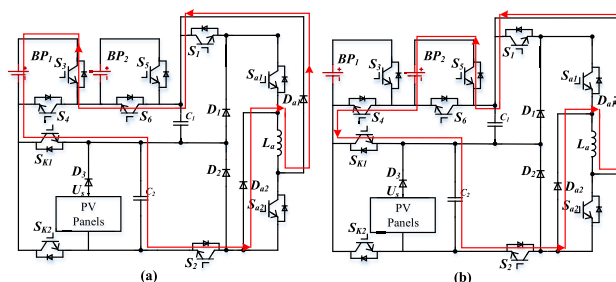 BP1
S3
BP2
S5
S1
Sa1
Da1
S4
S6
C1
D1
La
SK1
D2
D3
Us
C2
Da2
Sa2
PV
Panels
SK2
S2
(a)
BP1
S3
BP2
S5
S1
Sa1
S4
S6
C1
D1
La
SK1
D2
D3
Us
C2
Da2
Sa2
PV
Panels
SK2
S2
(b)